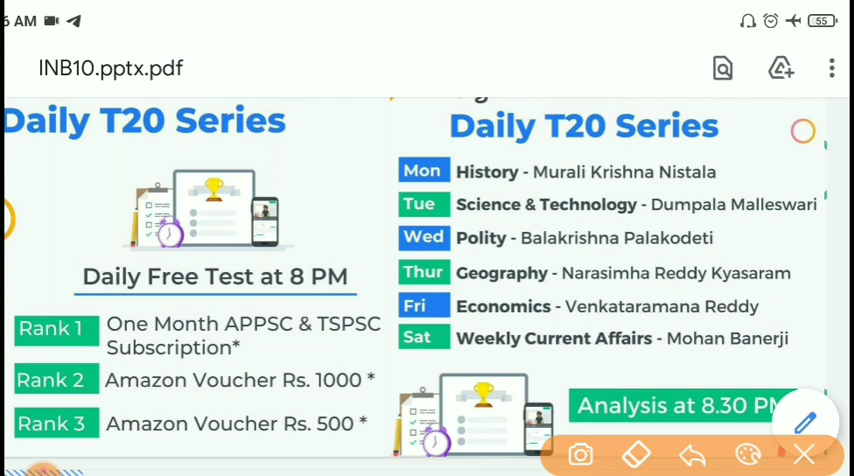 6 AM
55
INB10.pptx.pdf
Daily T20 Series
Daily Free Test at 8 PM
Rank 1 One Month APPSC & TSPSC
Subscription*
Rank 2 Amazon Voucher Rs. 1000 *
Rank 3 Amazon Voucher Rs. 500 *
Daily T20 Series
Mon History - Murali Krishna Nistala
Tue Science & Technology - Dumpala Malleswari
Wed Polity - Balakrishna Palakodeti
Thur Geography - Narasimha Reddy Kyasaram
Fri Economics - Venkataramana Reddy
Sat Weekly Current Affairs - Mohan Banerji
Analysis at 8.30 PM